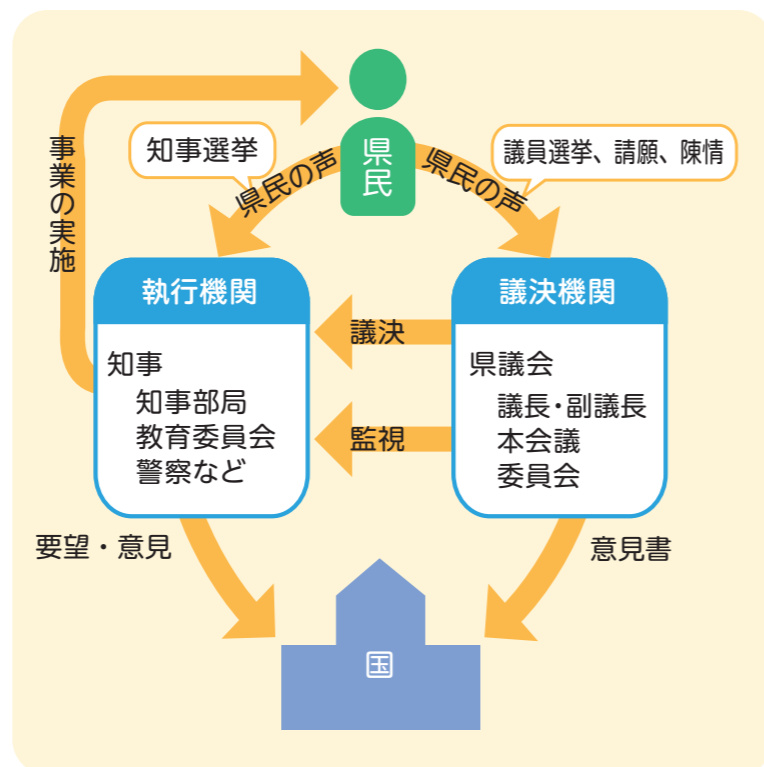 県民
知事選挙
議員選挙、請願、陳情
県民の声
県民の声
事業の実施
執行機関
知事
知事部局
教育委員会
警察など
議決
監視
議決機関
県議会
議長・副議長
本会議
委員会
要望・意見
意見書
国